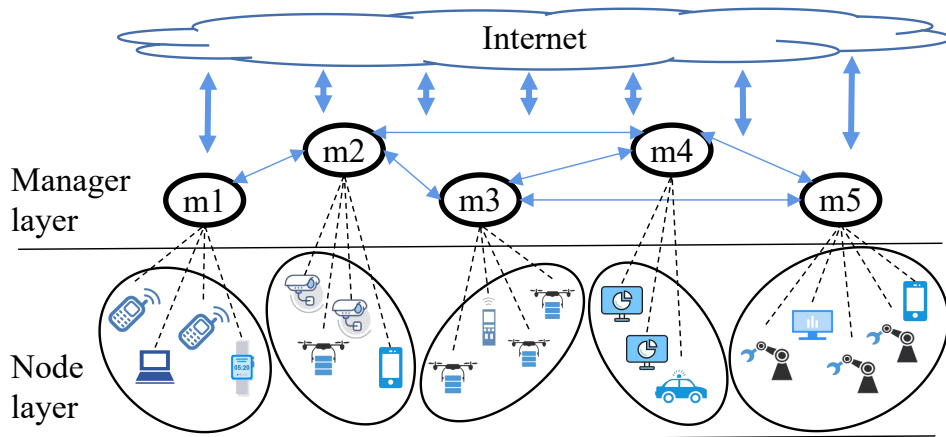 Internet
m2
m4
Manager
layer
m1
m3
m5
05:20
Node
layer